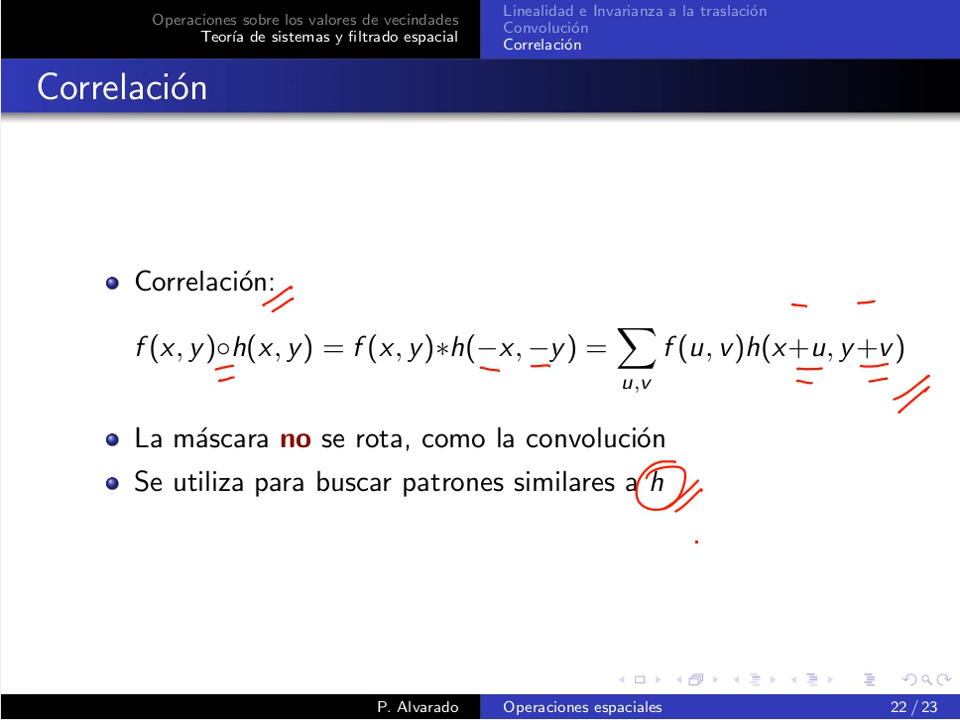 Operaciones sobre los valores de vecindades
Teoría de sistemas y filtrado espacial
Linealidad e Invarianza a la traslación
Convolución
Correlación
Correlación
Correlación:
f(x, y)∘h(x, y) = f(x, y)∗h(−x, −y) = ∑ f(u, v)h(x+u, y+v)
u,v
La máscara no se rota, como la convolución
Se utiliza para buscar patrones similares a h
P. Alvarado
Operaciones espaciales
22 / 23